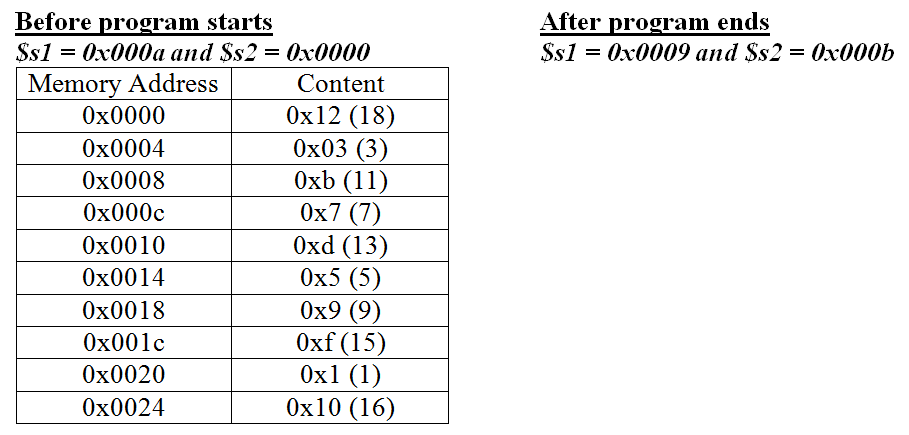 Before program starts
$s1 = 0x000a and $s2 = 0x0000
Memory Address Content
0x0000 0x12 (18)
0x0004 0x03 (3)
0x0008 0xb (11)
0x000c 0x7 (7)
0x0010 0xd (13)
0x0014 0x5 (5)
0x0018 0x9 (9)
0x001c 0xf (15)
0x0020 0x1 (1)
0x0024 0x10 (16)
After program ends
$s1 = 0x0009 and $s2 = 0x000b